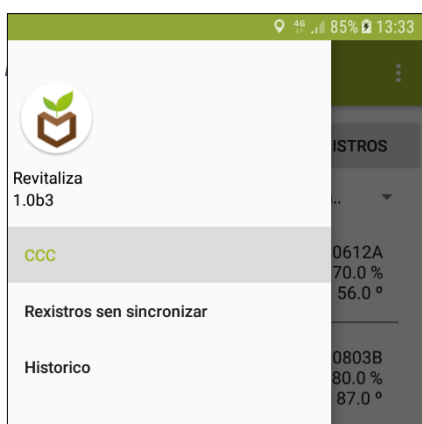 4G 85% 13:33
ISTROS
Revitaliza
1.0b3
..
CCC
0612A
70.0 %
56.0 º
Rexistros sen sincronizar
Historico
0803B
80.0 %
87.0 º